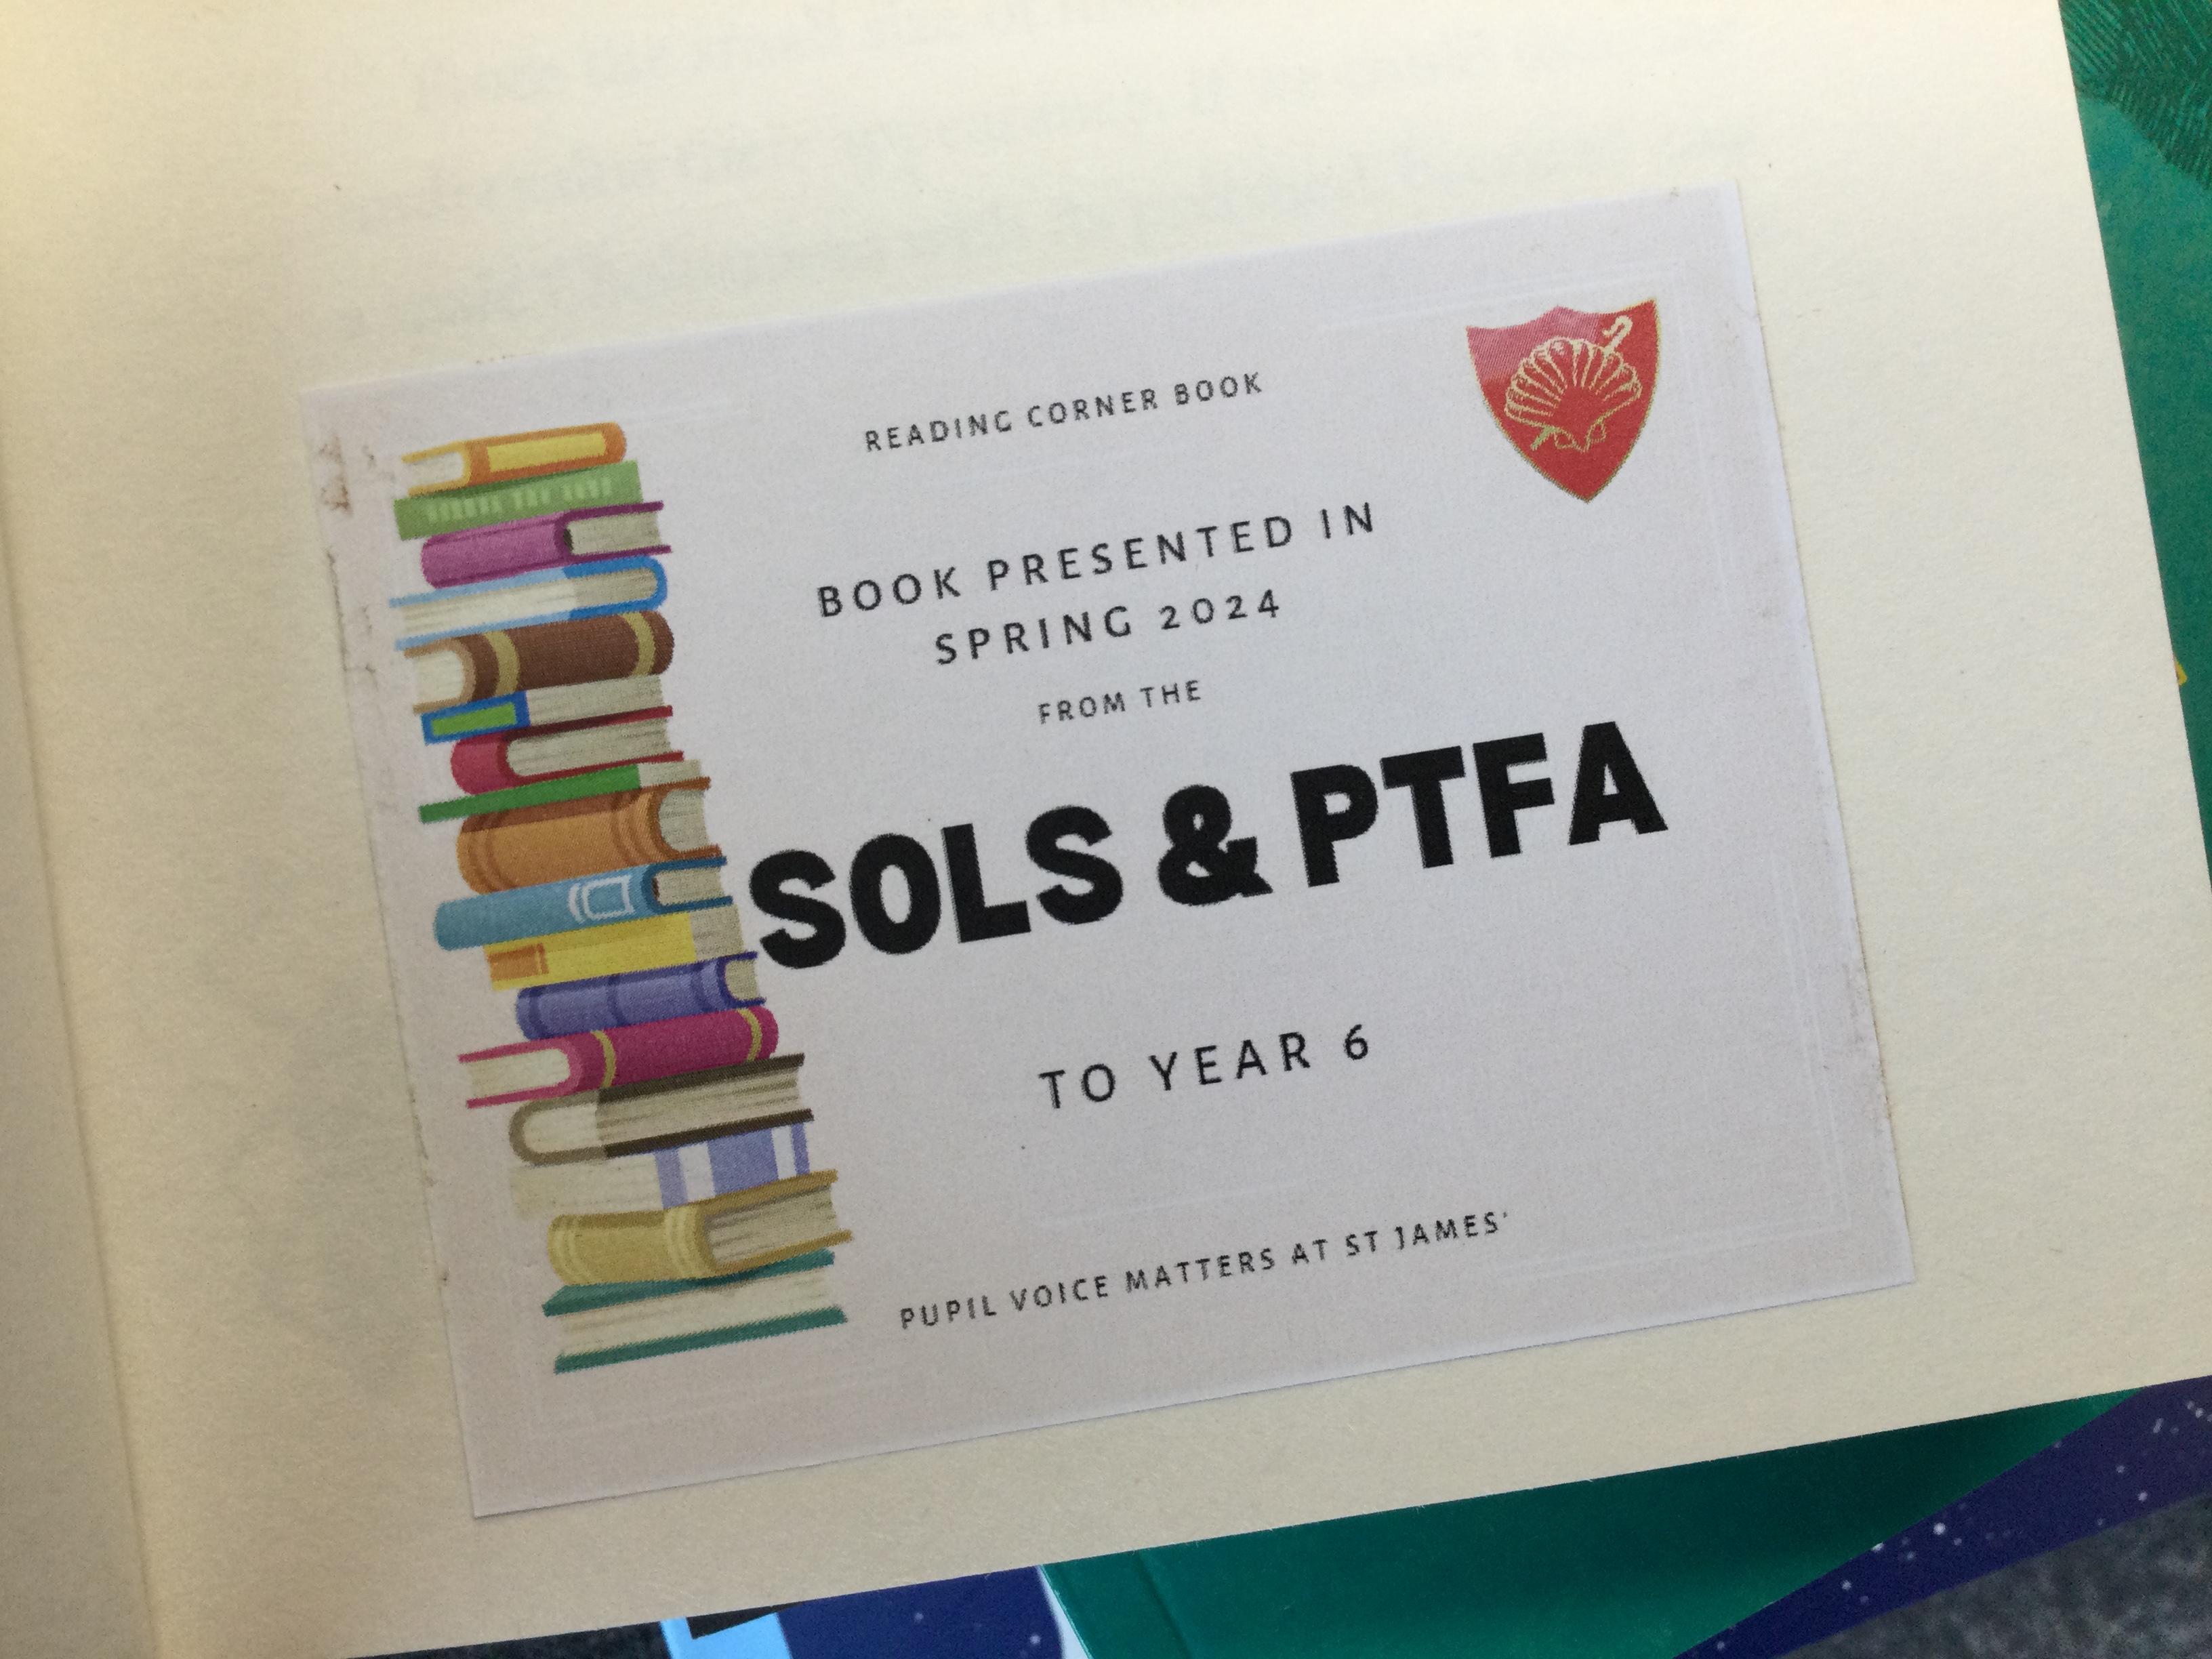 READING CORNER BOOK
BOOK PRESENTED IN
SPRING 2024
FROM THE
SOLS & PTFA
TO YEAR 6
PUPIL VOICE MATTERS AT ST JAMES'